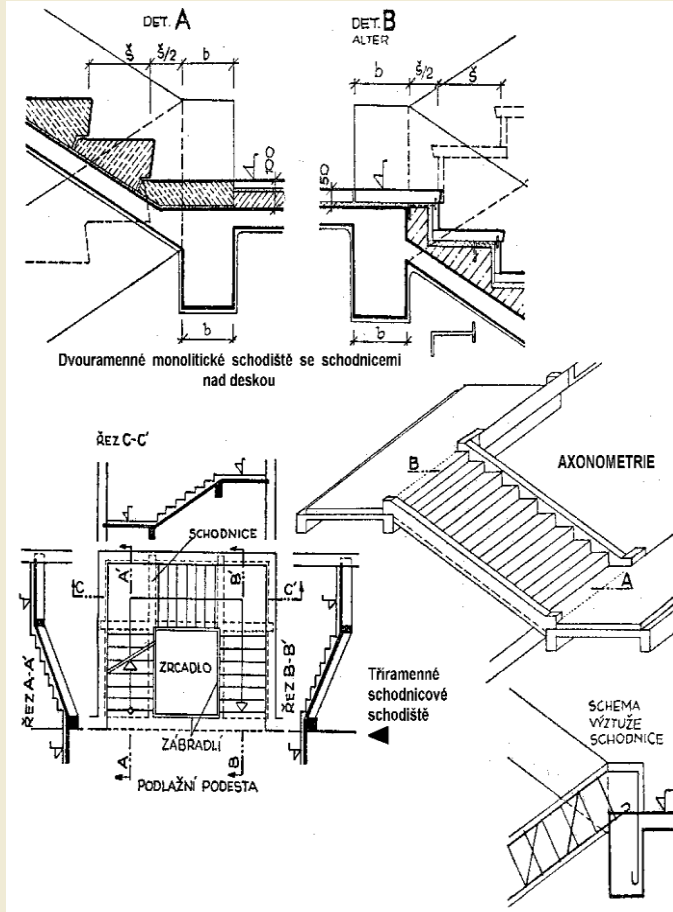 DET. A
DET. B
ALTER
Š
Š/2
b
b
Š/2
Š
100
50
b
b
Dvouramenné monolitické schodiště se schodnicemi
nad deskou
ŘEZ C-C'
SCHODNICE
B
AXONOMETRIE
A
A'
B'
C
C'
ZRCADLO
ŘEZ A-A'
ŘEZ B-B'
Tříramenné
schodnicové
schodiště
ZÁBRADLÍ
A
B
PODLAŽNÍ PODESTA
SCHEMA
VÝZTUŽE
SCHODNICE